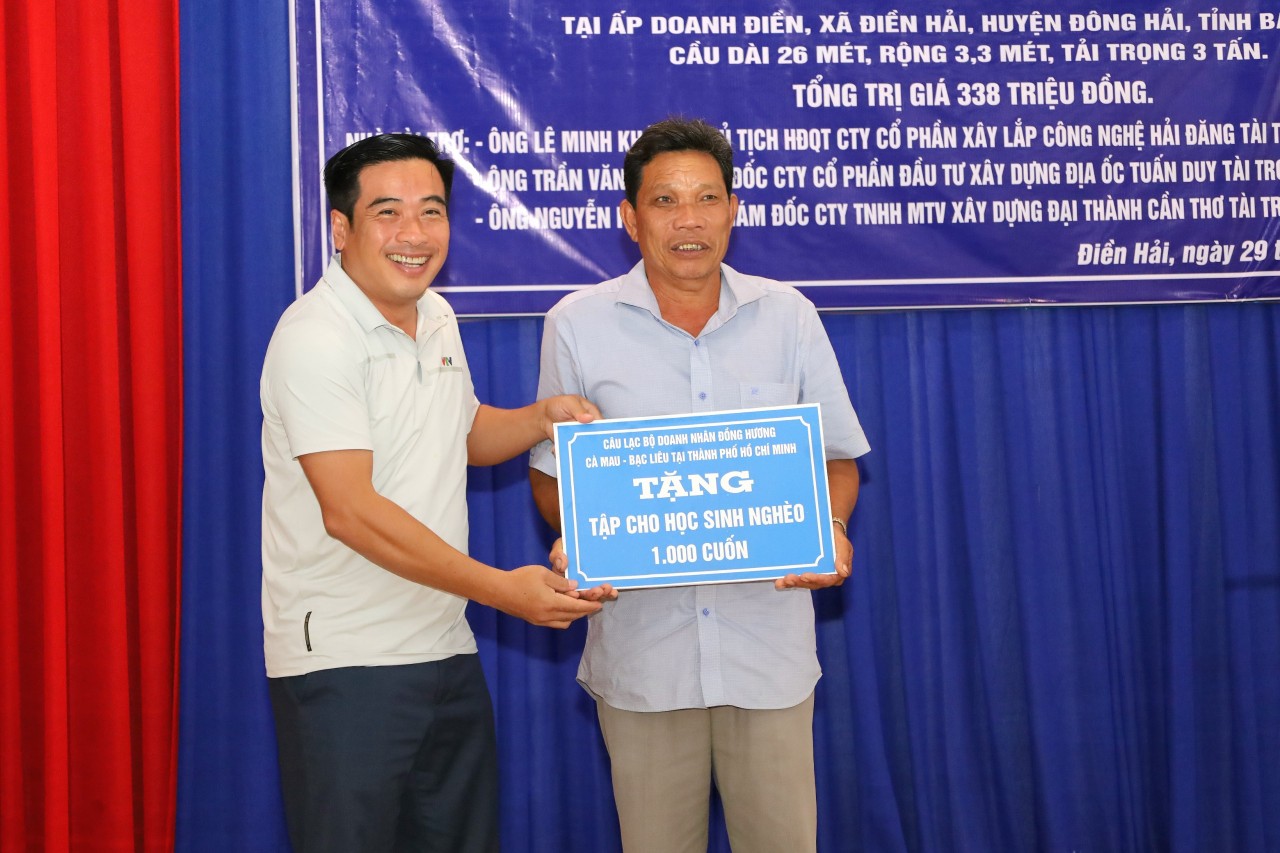 TẠI ẤP DOANH ĐIỀN, XÃ ĐIỀN HẢI, HUYỆN ĐÔNG HẢI, TỈNH
CẦU DÀI 26 MÉT, RỘNG 3,3 MÉT, TẢI TRỌNG 3 TẤN.
TỔNG TRỊ GIÁ 338 TRIỆU ĐỒNG.
- ÔNG LÊ MINH TỊCH HĐQT CTY CỔ PHẦN XÂY LẮP CÔNG NGHỆ HẢI ĐĂNG TÀI
- ÔNG TRẦN VĂN ĐỐC CTY CỔ PHẦN ĐẦU TƯ XÂY DỰNG ĐỊA ỐC TUẤN DUY TÀI
- ÔNG NGUYỄN ĐỐC CTY TNHH MTV XÂY DỰNG ĐẠI THÀNH CẦN THƠ TÀI
Điền Hải, ngày 29
VTV
CÂU LẠC BỘ DOANH NHÂN ĐỒNG HƯƠNG
CÀ MAU - BẠC LIÊU TẠI THÀNH PHỐ HỒ CHÍ MINH
TẶNG
TẬP CHO HỌC SINH NGHÈO
1.000 CUỐN